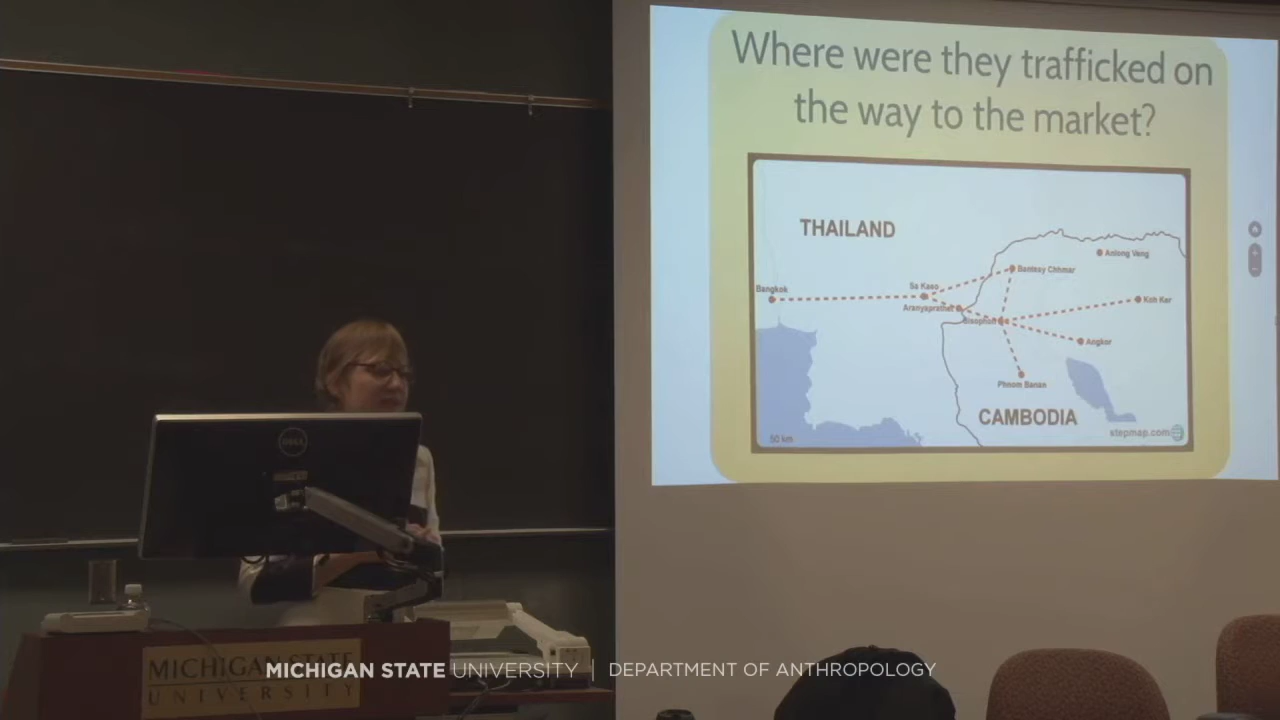 Where were they trafficked on
the way to the market?
THAILAND
Anlong Veng
Banteay Chhmar
Sa Kaeo
Bangkok
Koh Ker
Aranyaprathet
Sisophon
Angkor
Phnom Banan
CAMBODIA
stepmap.com
50 km
DELL
MICHIGAN STATE
UNIVERSITY
MICHIGAN STATE UNIVERSITY | DEPARTMENT OF ANTHROPOLOGY